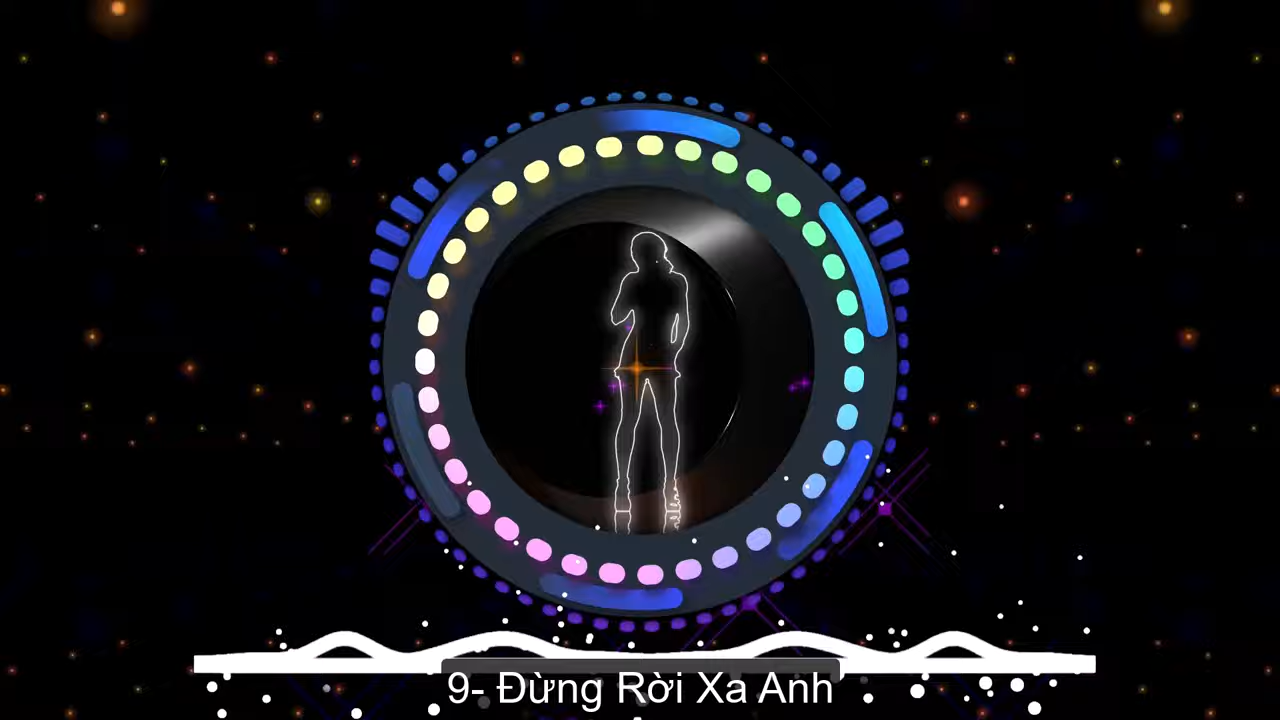 9- Đừng Rời Xa Anh